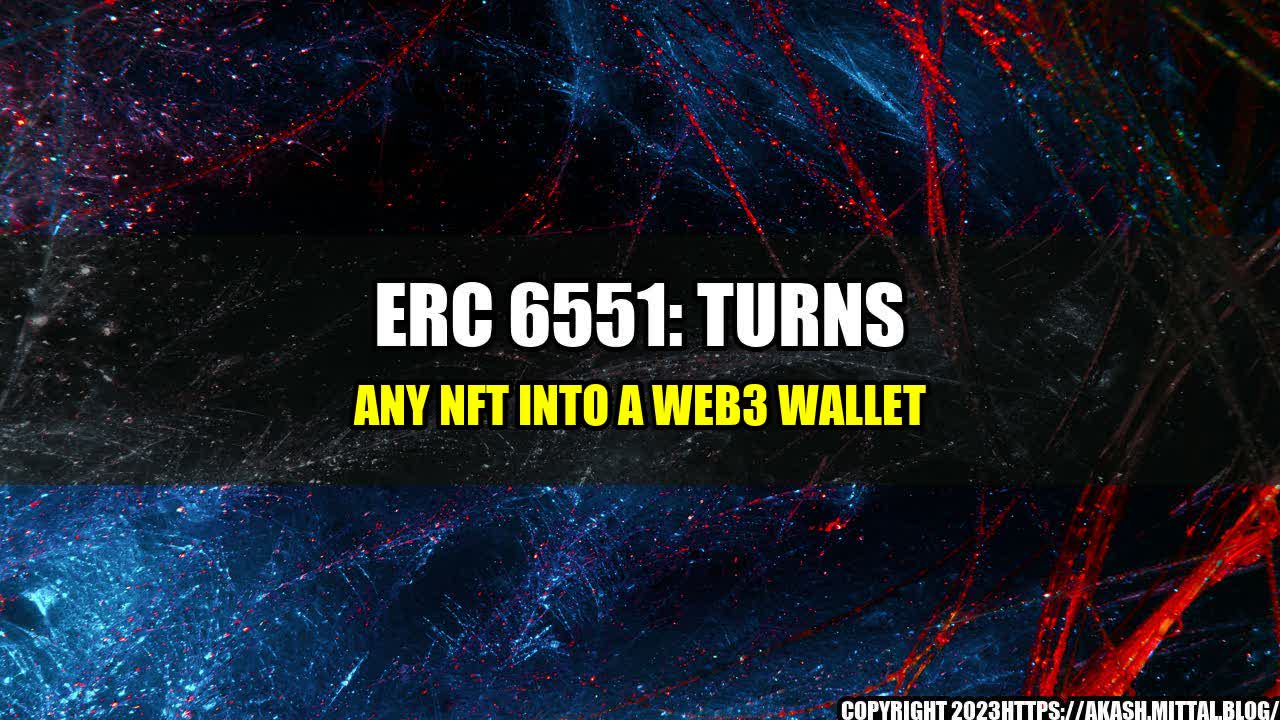 ERC 6551: TURNS
ANY NFT INTO A WEB3 WALLET
COPYRIGHT 2023HTTPS://AKASH.MITTAL.BLOG/